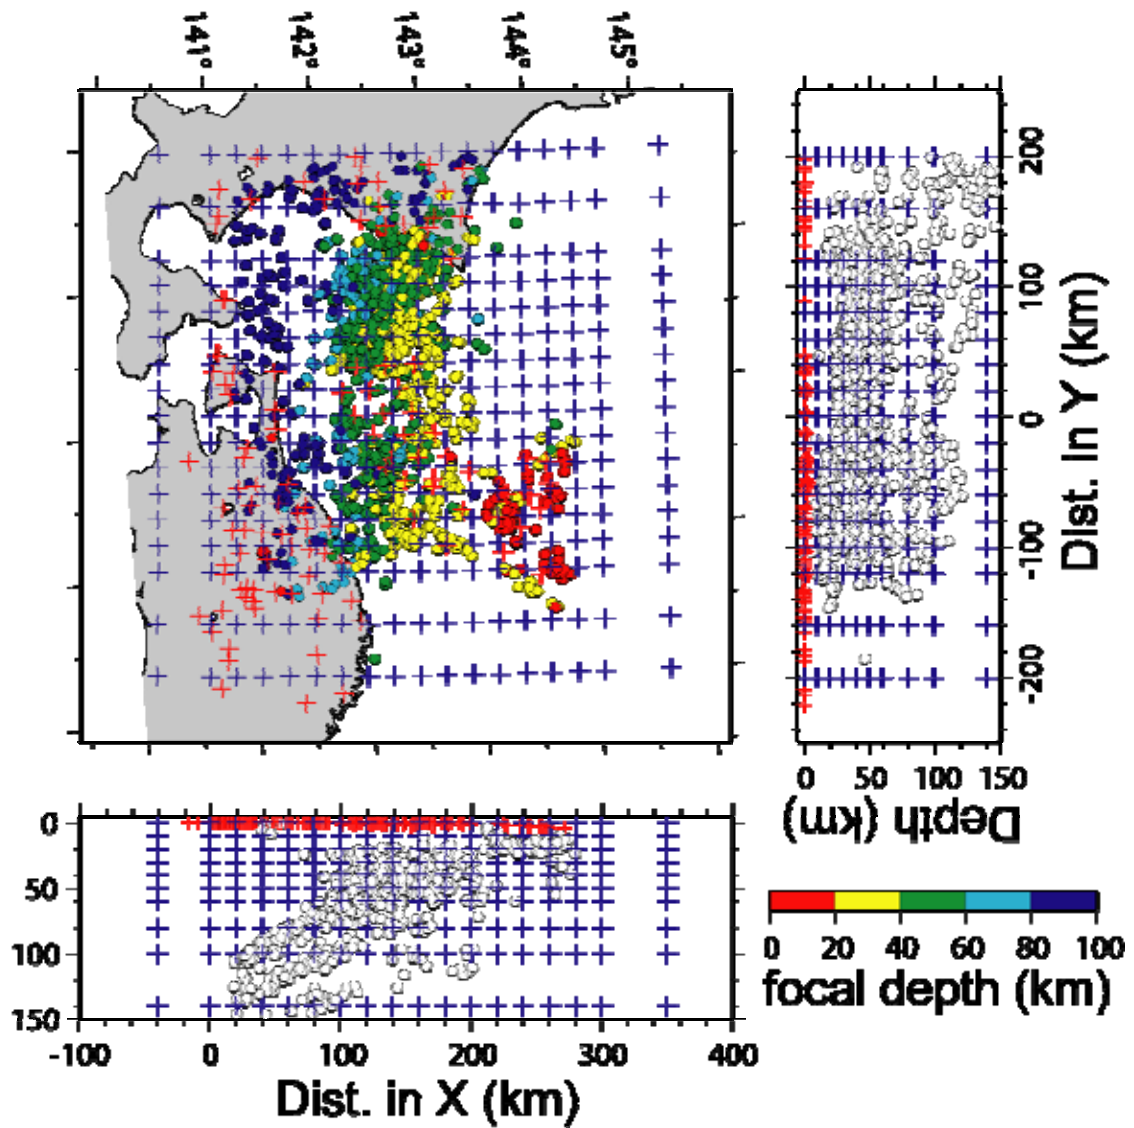 141° 142° 143° 144° 145°
200
100
0
-100
-200
Dist. in Y (km)
0 50 100 150
Depth (km)
0
50
100
150
-100 0 100 200 300 400
Dist. in X (km)
0 20 40 60 80 100
focal depth (km)